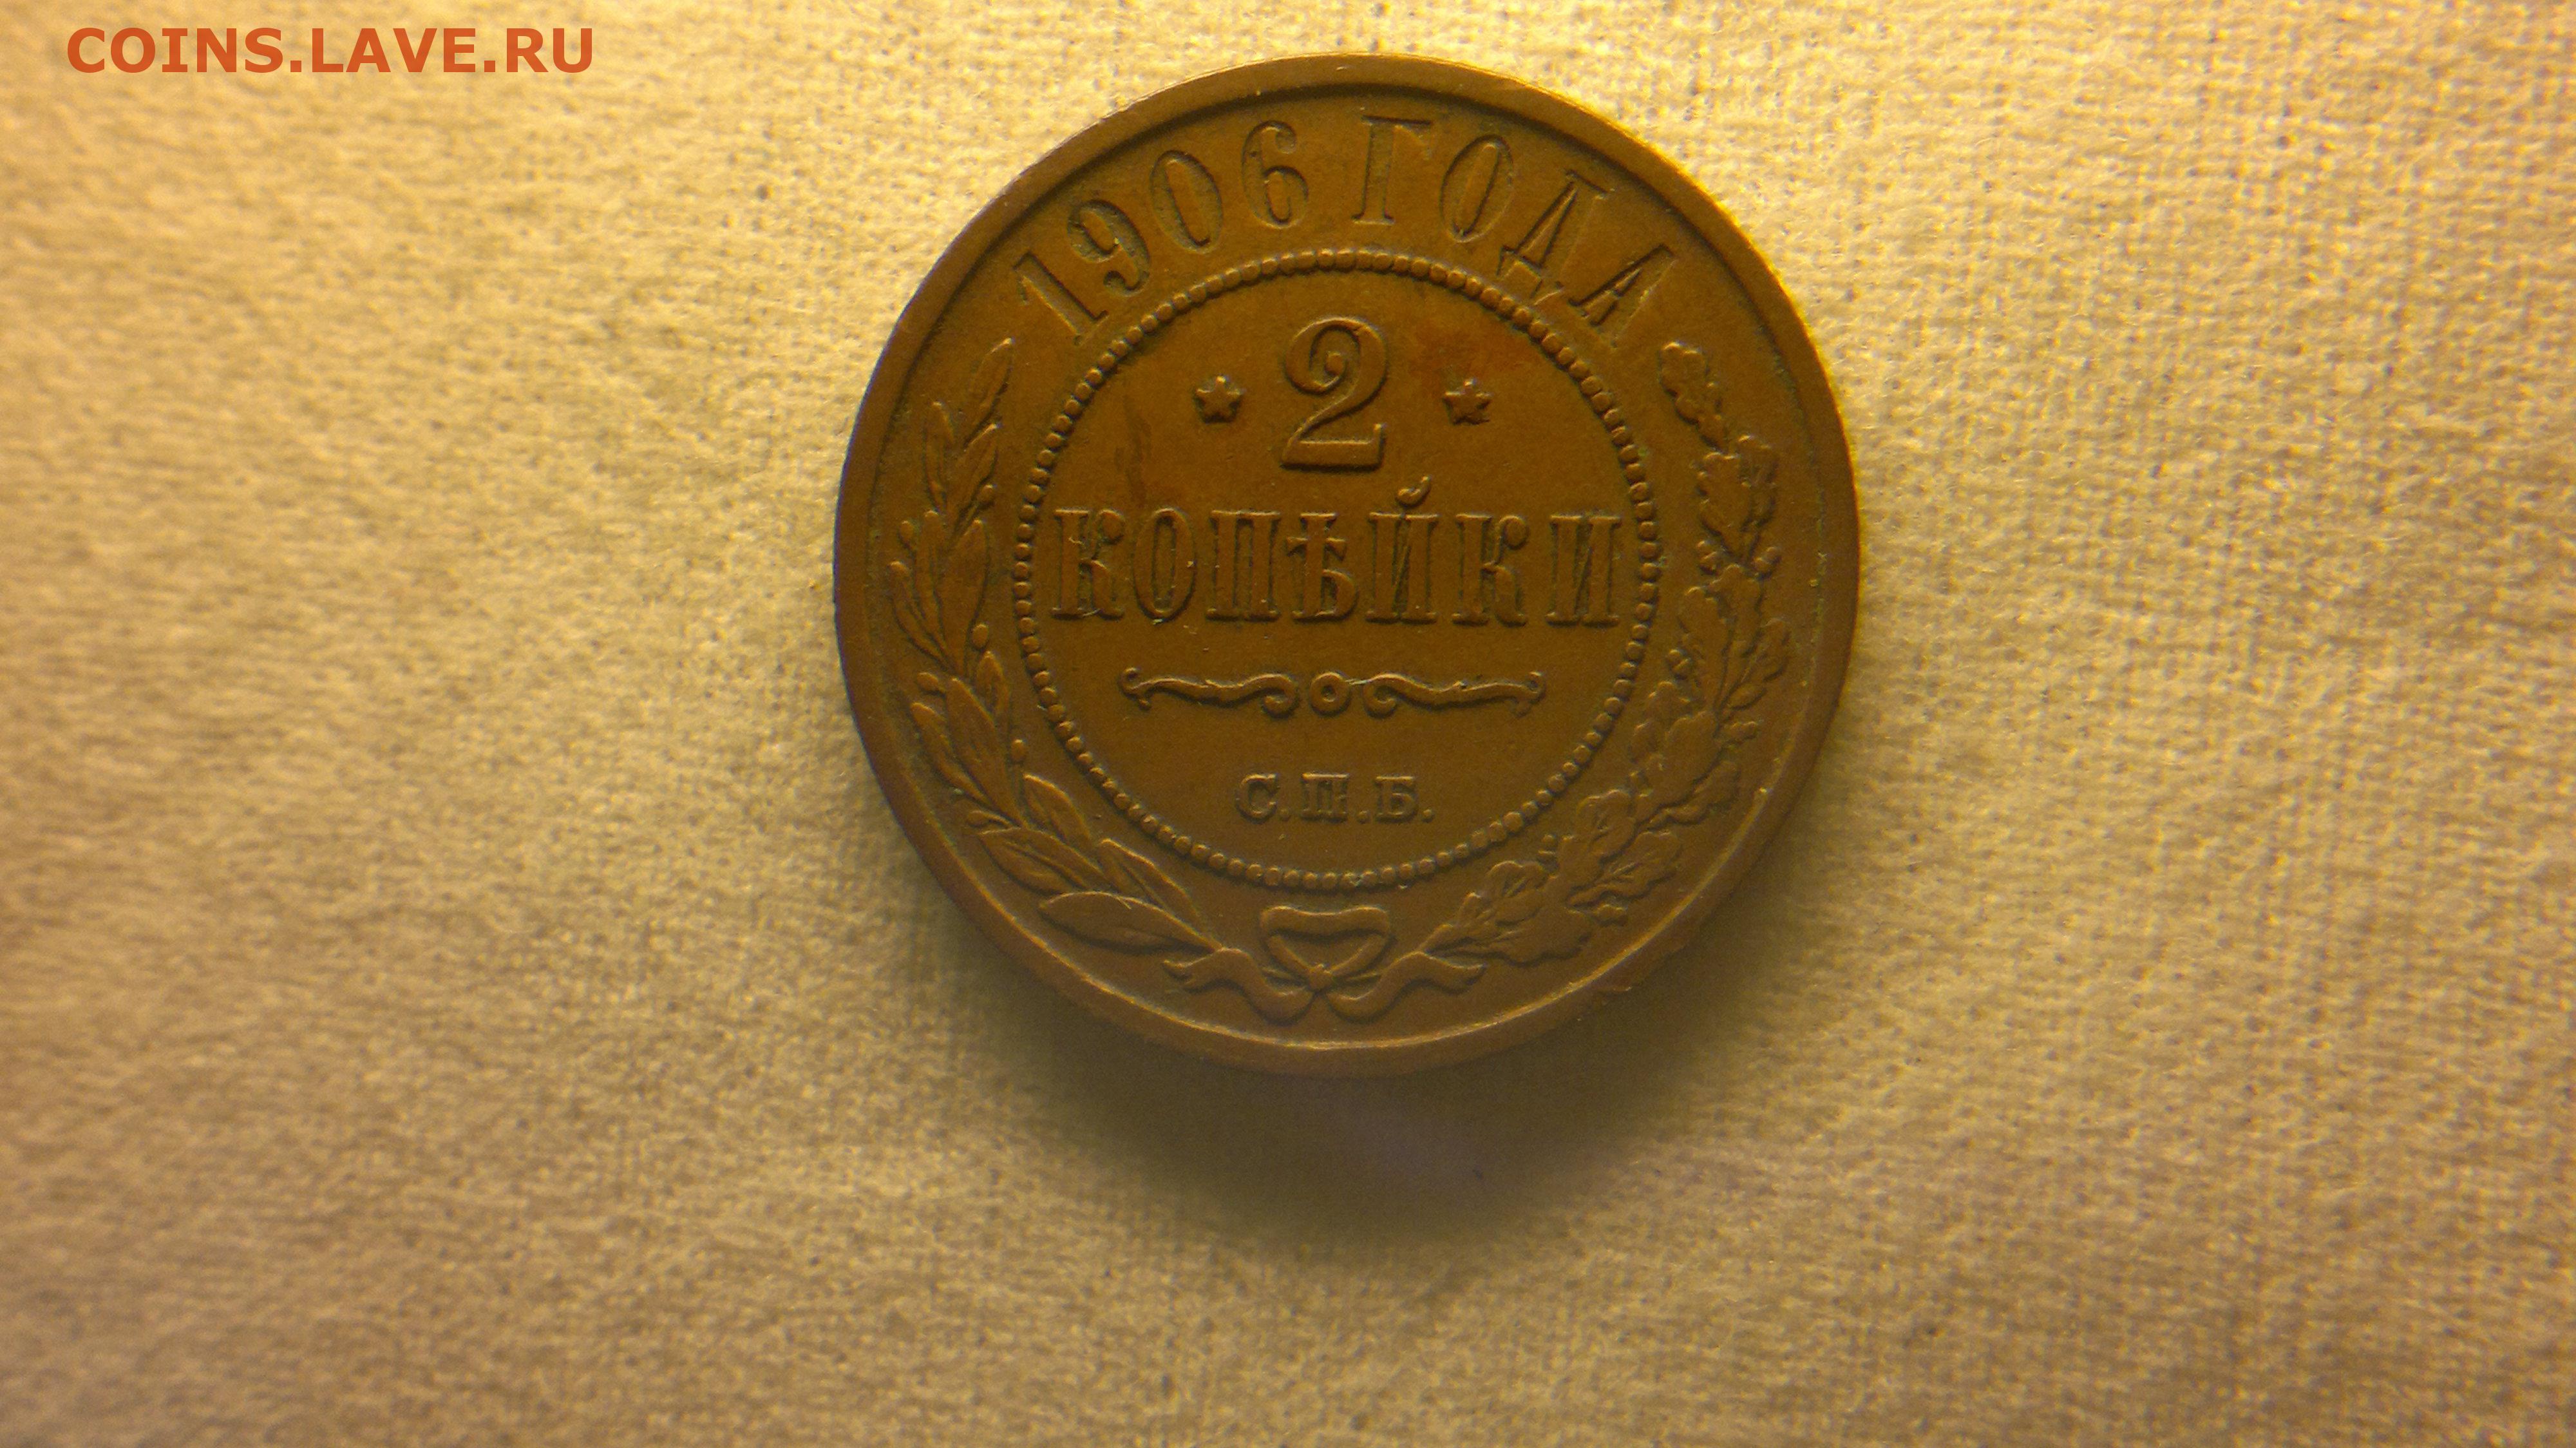 COINS.LAVE.RU
1906 ГОДА
2
КОПѢЙКИ
С.П.Б.